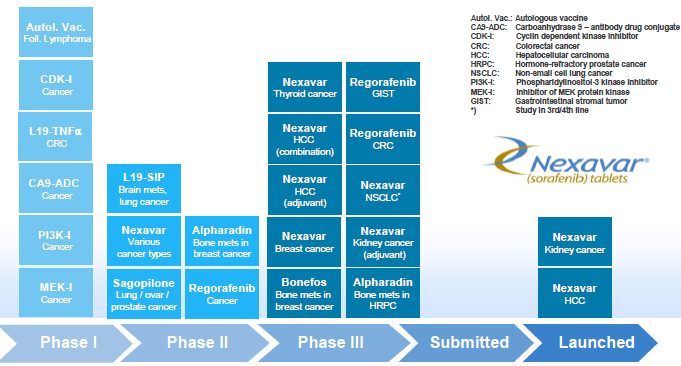 Autol. Vac.
Foll. Lymphoma
CDK-I
Cancer
L19-TNFα
CRC
CA9-ADC
Cancer
PI3K-I
Cancer
MEK-I
Cancer
L19-SIP
Brain mets,
lung cancer
Nexavar
Various
cancer types
Sagopilone
Lung / ovar /
prostate cancer
Alpharadin
Bone mets in
breast cancer
Regorafenib
Cancer
Nexavar
Thyroid cancer
Nexavar
HCC
(combination)
Nexavar
HCC
(adjuvant)
Nexavar
Breast cancer
Bonefos
Bone mets in
breast cancer
Regorafenib
GIST
Regorafenib
CRC
Nexavar
NSCLC*
Nexavar
Kidney cancer
(adjuvant)
Alpharadin
Bone mets in
HRPC
Autol. Vac.: Autologous vaccine
CA9-ADC: Carboanhydrase 9 – antibody drug conjugate
CDK-I: Cyclin dependent kinase inhibitor
CRC: Colorectal cancer
HCC: Hepatocellular carcinoma
HRPC: Hormone-refractory prostate cancer
NSCLC: Non-small cell lung cancer
PI3K-I: Phospharidylinositol-3 kinase inhibitor
MEK-I: Inhibitor of MEK protein kinase
GIST: Gastrointestinal stromal tumor
*) Study in 3rd/4th line
Nexavar®
(sorafenib) tablets
Nexavar
Kidney cancer
Nexavar
HCC
Phase I
Phase II
Phase III
Submitted
Launched